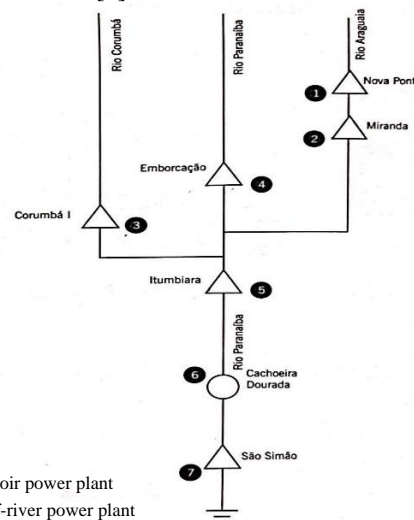 Rio Corumbá
Rio Paranaíba
Rio Araguaia
1
Nova Pont
2
Miranda
Emborcação
4
Corumbá I
3
Itumbiara
5
Rio Paranaíba
6
Cachoeira
Dourada
São Simão
7
oir power plant
f-river power plant